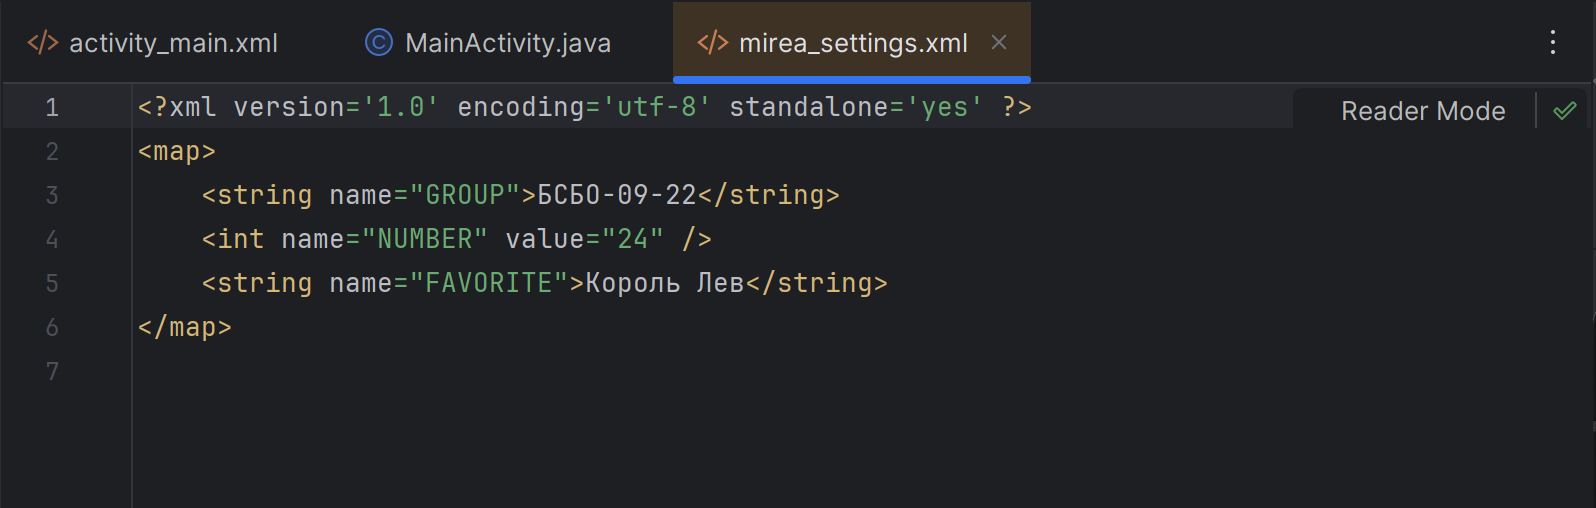 activity_main.xml MainActivity.java mirea_settings.xml
Reader Mode
1 <?xml version='1.0' encoding='utf-8' standalone='yes' ?>
2 <map>
3     <string name="GROUP">БСБО-09-22</string>
4     <int name="NUMBER" value="24" />
5     <string name="FAVORITE">Король Лев</string>
6 </map>
7